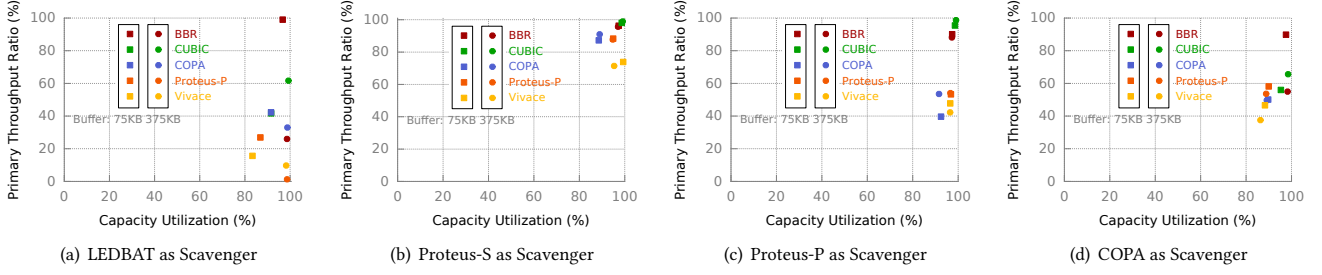 Primary Throughput Ratio (%)
100
80
60
40
20
0
BBR
CUBIC
COPA
Proteus-P
Vivace
Buffer: 75KB 375KB
0 20 40 60 80 100
Capacity Utilization (%)
(a) LEDBAT as Scavenger
Primary Throughput Ratio (%)
100
80
60
40
20
0
BBR
CUBIC
COPA
Proteus-P
Vivace
Buffer: 75KB 375KB
0 20 40 60 80 100
Capacity Utilization (%)
(b) Proteus-S as Scavenger
Primary Throughput Ratio (%)
100
80
60
40
20
0
BBR
CUBIC
COPA
Proteus-P
Vivace
Buffer: 75KB 375KB
0 20 40 60 80 100
Capacity Utilization (%)
(c) Proteus-P as Scavenger
Primary Throughput Ratio (%)
100
80
60
40
20
0
BBR
CUBIC
COPA
Proteus-P
Vivace
Buffer: 75KB 375KB
0 20 40 60 80 100
Capacity Utilization (%)
(d) COPA as Scavenger